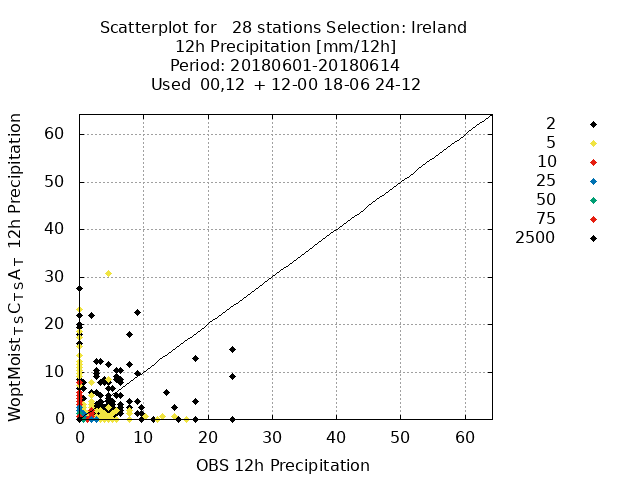 Scatterplot for 28 stations Selection: Ireland
12h Precipitation [mm/12h]
Period: 20180601-20180614
Used 00,12 + 12-00 18-06 24-12
WoptMoist T T S C T S A T 12h Precipitation
60
50
40
30
20
10
0
0 10 20 30 40 50 60
OBS 12h Precipitation
2
5
10
25
50
75
2500